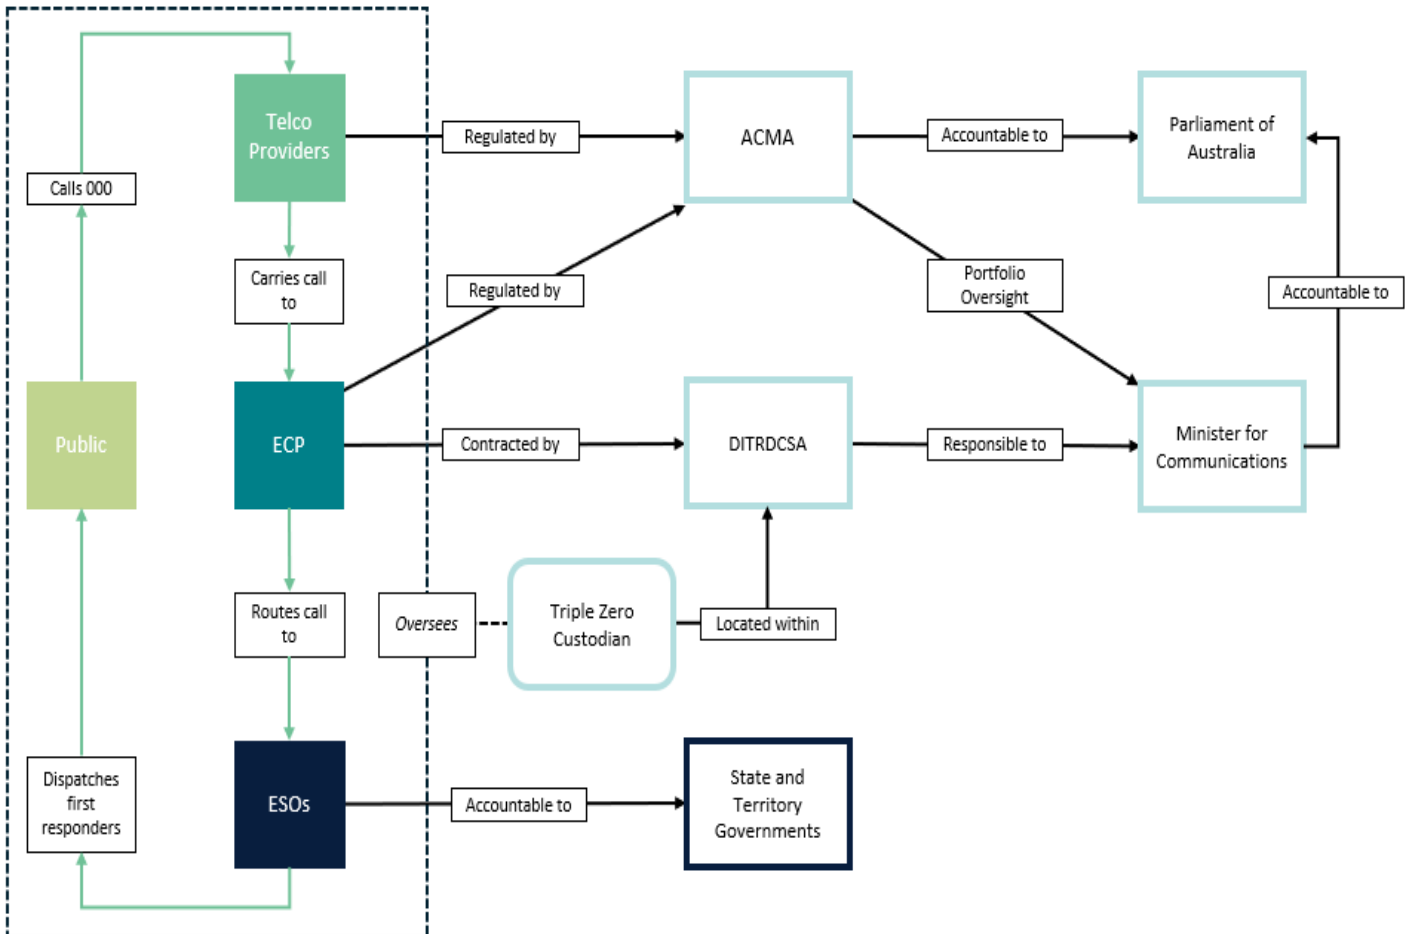 Telco
Providers
Regulated by
ACMA
Accountable to
Parliament of
Australia
Calls 000
Carries call
to
Regulated by
Portfolio
Oversight
Accountable to
Public
ECP
Contracted by
DITRDCSA
Responsible to
Minister for
Communications
Routes call
to
Oversees
Triple Zero
Custodian
Located within
Dispatches
first
responders
ESOs
Accountable to
State and
Territory
Governments